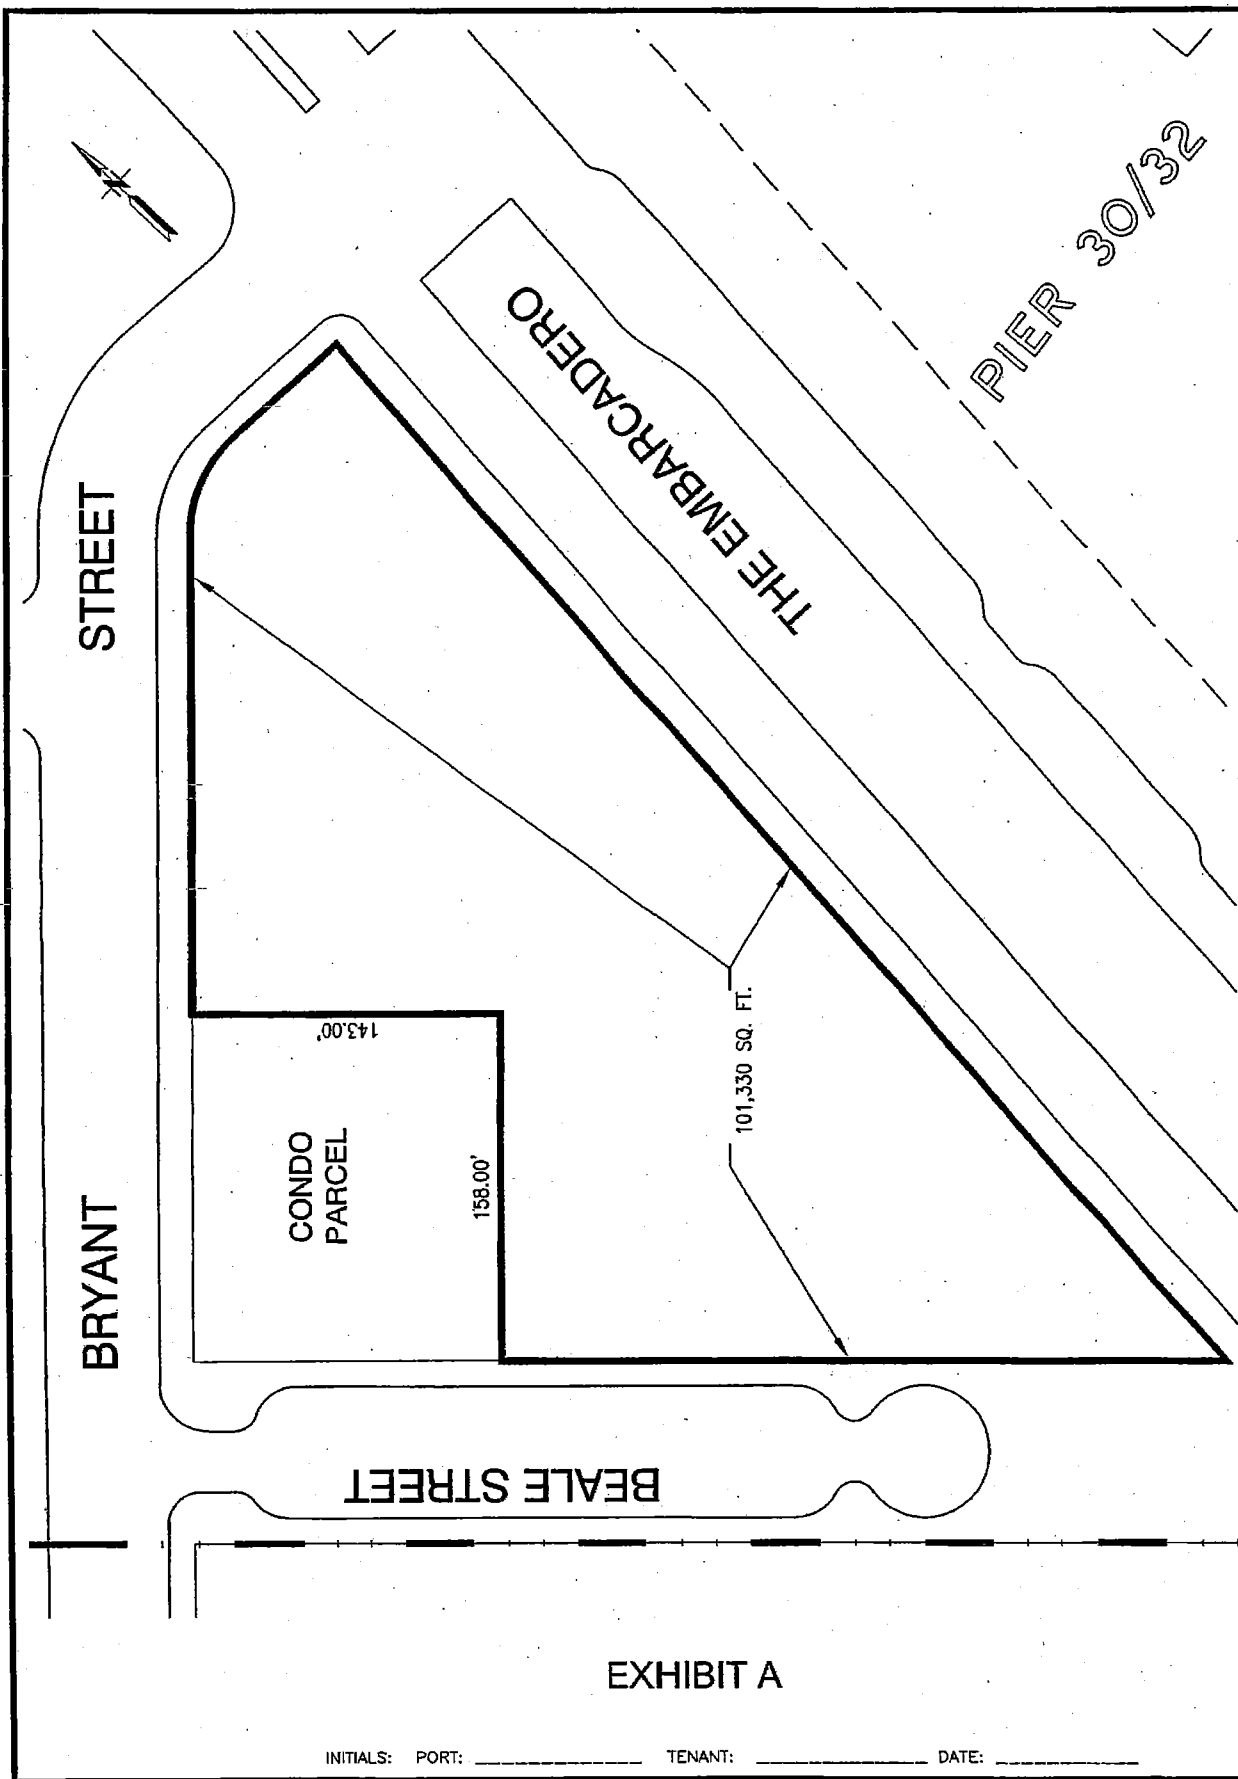 PIER 30/32
THE EMBARCADERO
BRYANT STREET
143.00'
CONDO
PARCEL
158.00'
101,330 SQ. FT.
BEALE STREET
EXHIBIT A
INITIALS: PORT: TENANT: DATE: